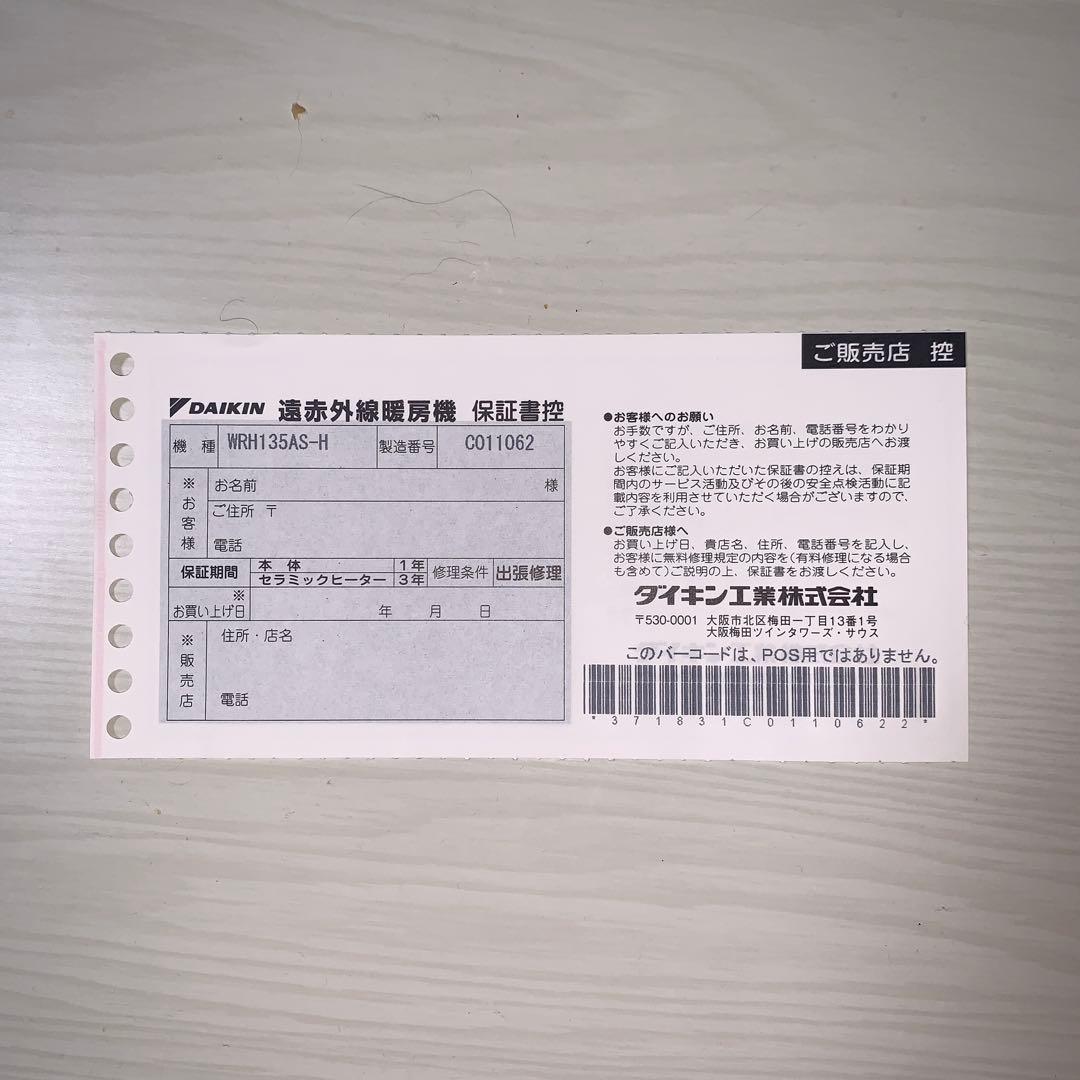 ご販売店 控
DAIKIN 遠赤外線暖房機 保証書控
機種 WRH135AS-H 製造番号 C011062
※お客様
お名前 様
ご住所 〒
電話
保証期間 本体 1年
セラミックヒーター 3年
修理条件 出張修理
※
お買い上げ日 年 月 日
※販売店
住所・店名
電話
●お客様へのお願い
お手数ですが、ご住所、お名前、電話番号をわかり
やすくご記入いただき、お買い上げの販売店へお渡
しください。
お客様にご記入いただいた保証書の控えは、保証期
間内のサービス活動及びその後の安全点検活動に記
載内容を利用させていただく場合がございますので、
ご了承ください。
●ご販売店様へ
お買い上げ日、貴店名、住所、電話番号を記入し、
お客様に無料修理規定の内容を(有料修理になる場合
も含めて)ご説明の上、保証書をお渡しください。
ダイキン工業株式会社
〒530-0001 大阪市北区梅田一丁目13番1号
大阪梅田ツインタワーズ・サウス
このバーコードは、POS用ではありません。
*371831C0110622*